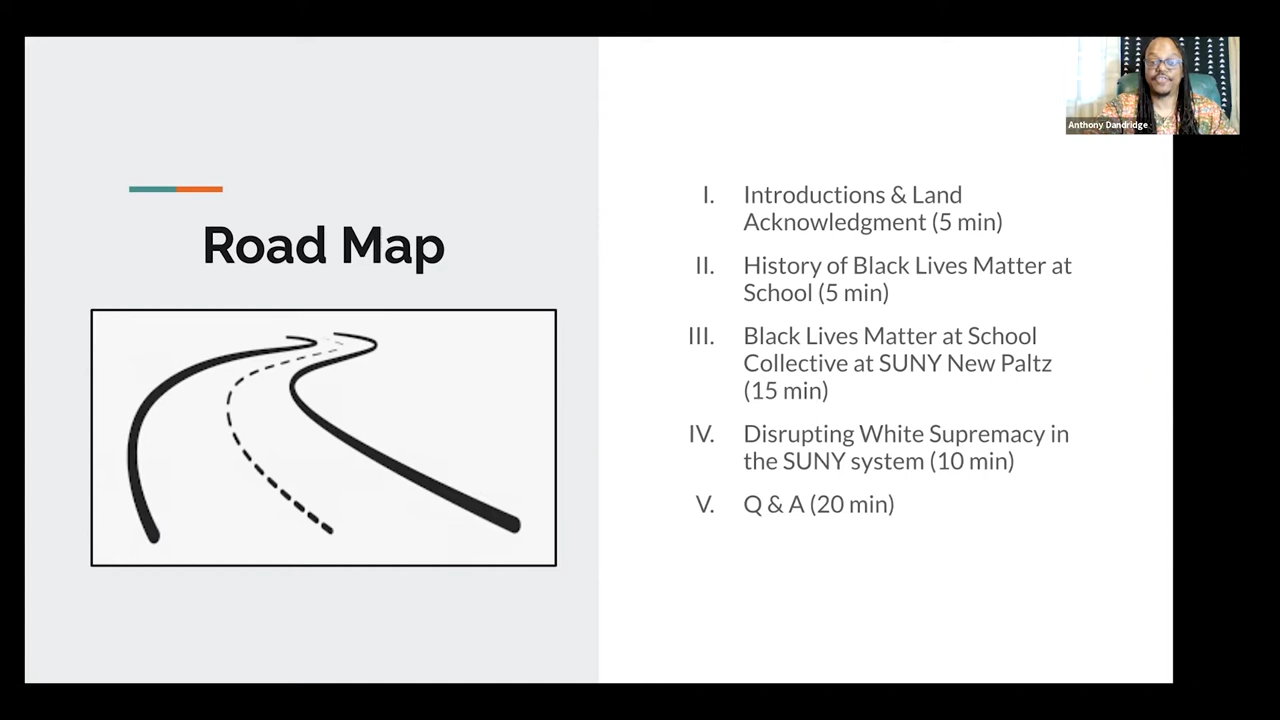 Anthony Dandridge
Road Map
I. Introductions & Land
Acknowledgment (5 min)
II. History of Black Lives Matter at
School (5 min)
III. Black Lives Matter at School
Collective at SUNY New Paltz
(15 min)
IV. Disrupting White Supremacy in
the SUNY system (10 min)
V. Q & A (20 min)